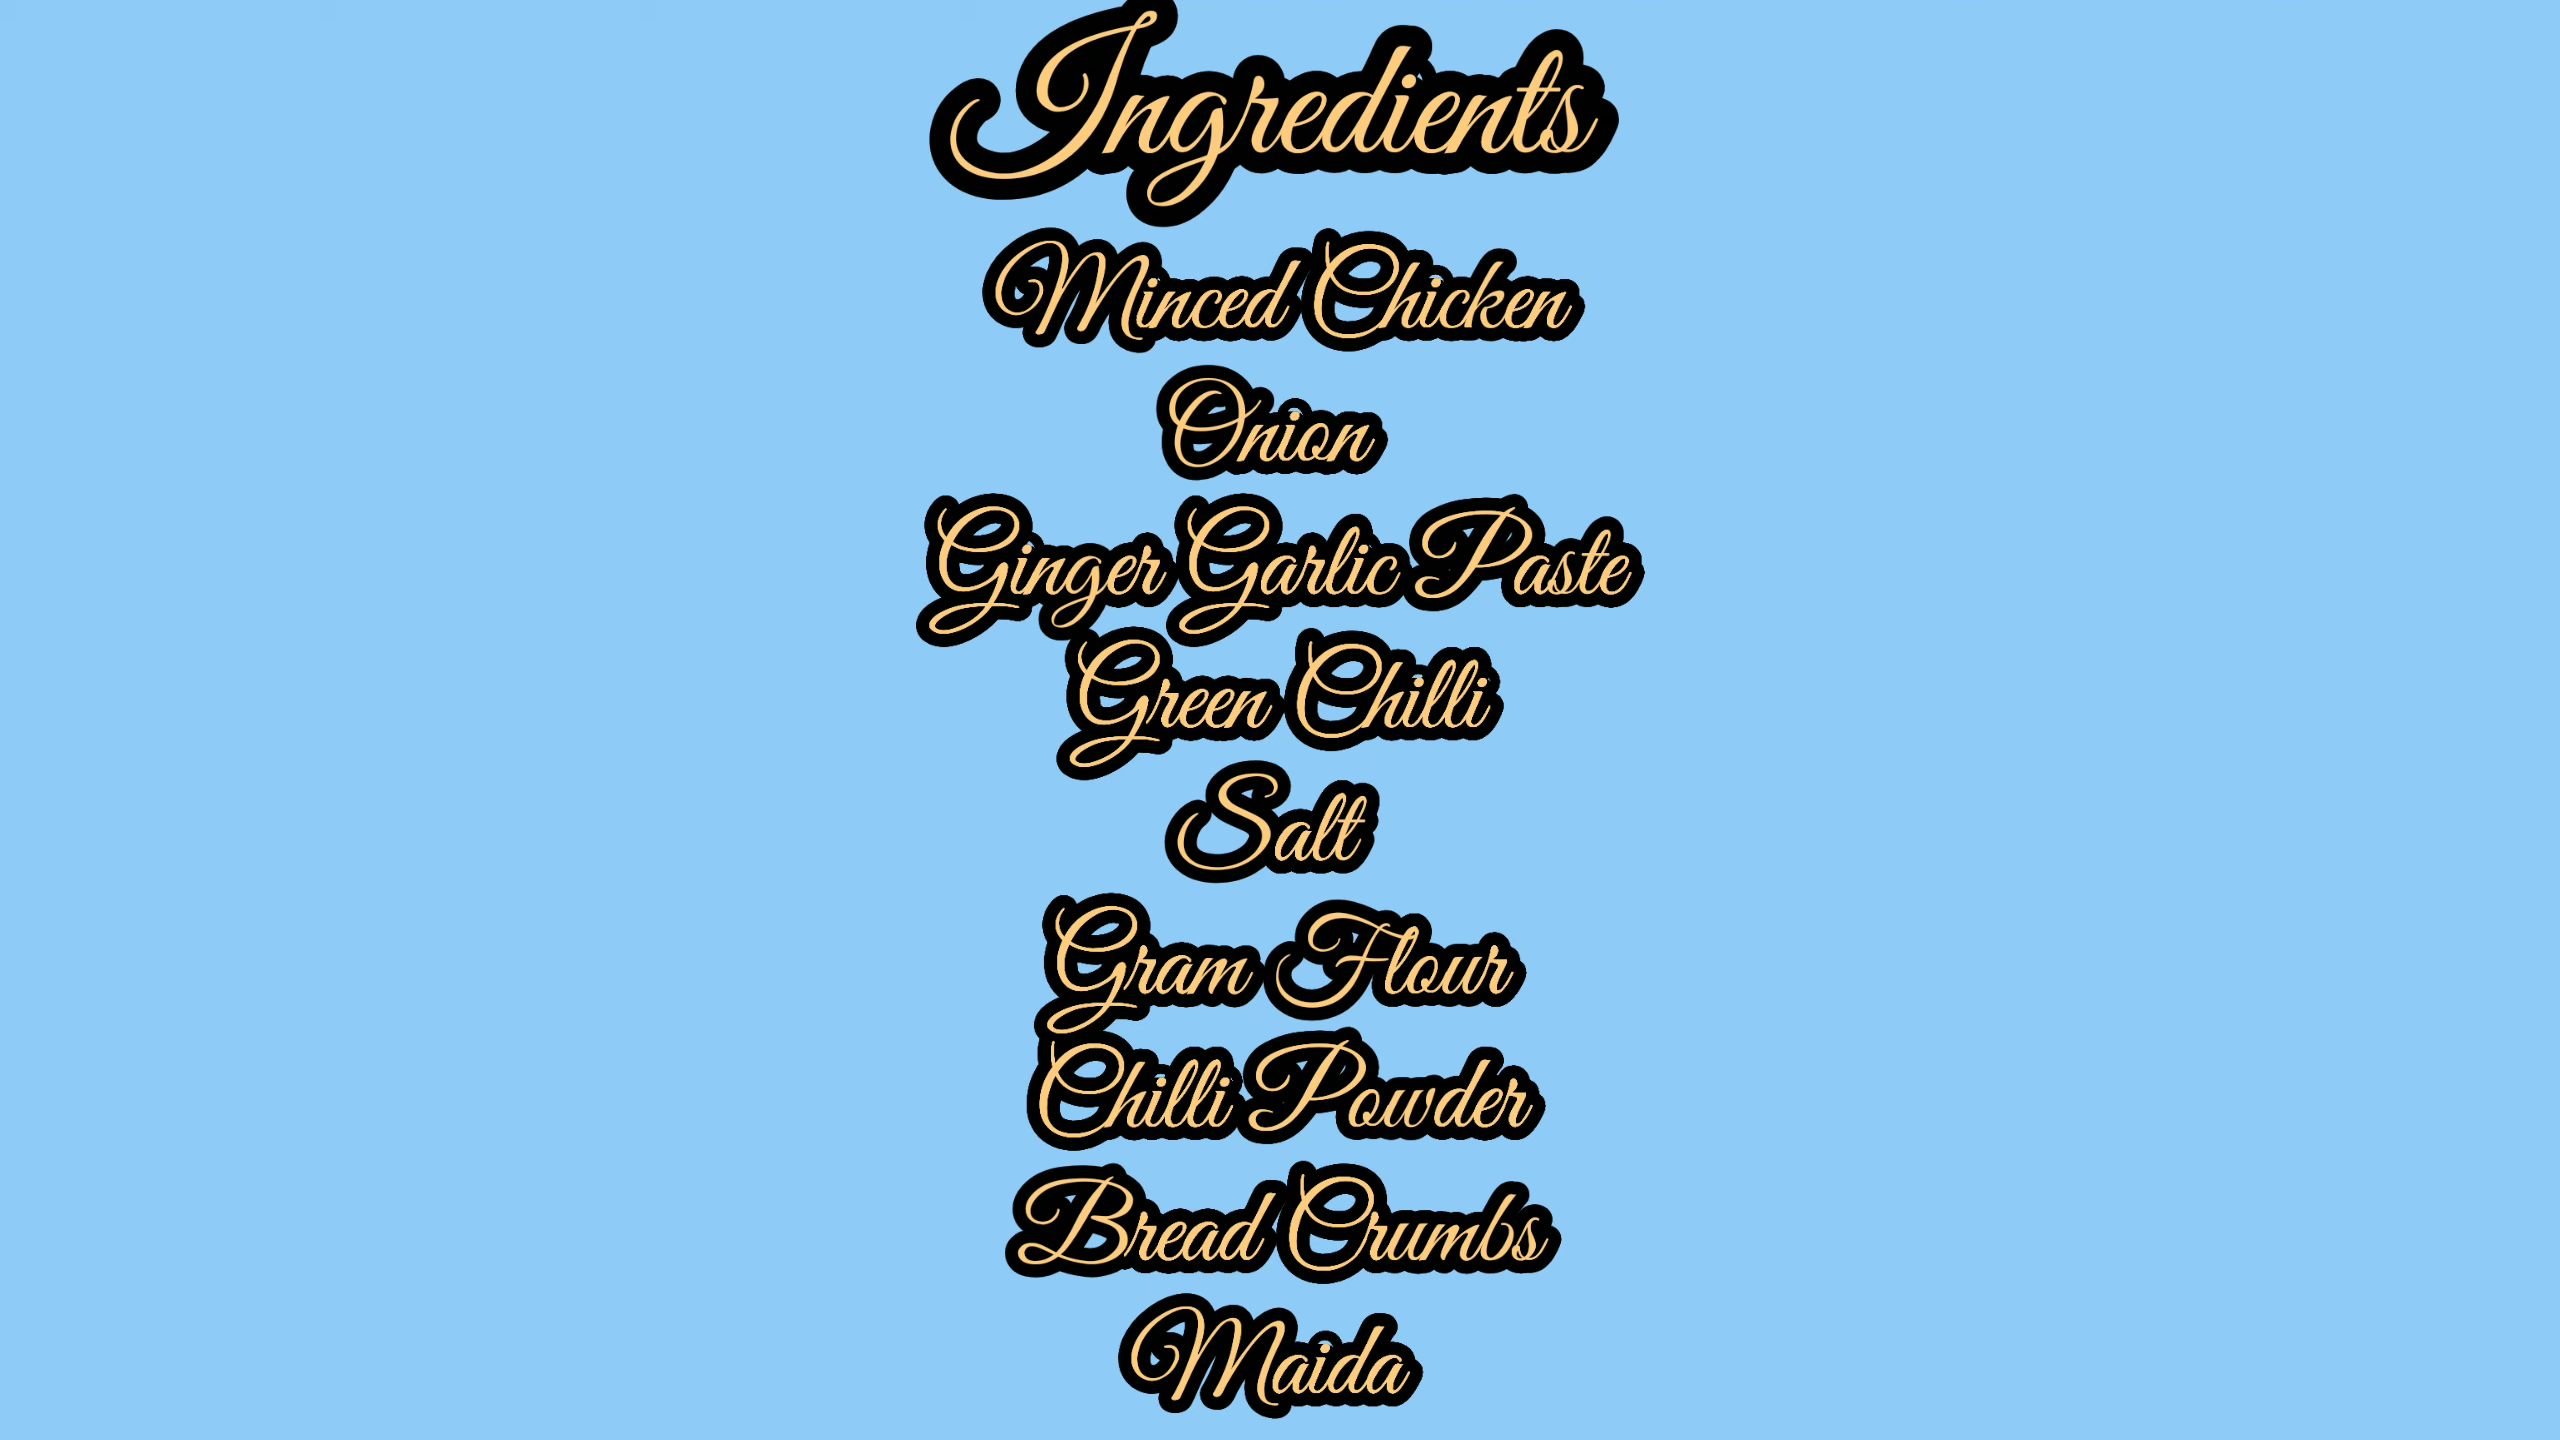 Ingredients
Minced Chicken
Onion
Ginger Garlic Paste
Green Chilli
Salt
Gram Flour
Chilli Powder
Bread Crumbs
Maida